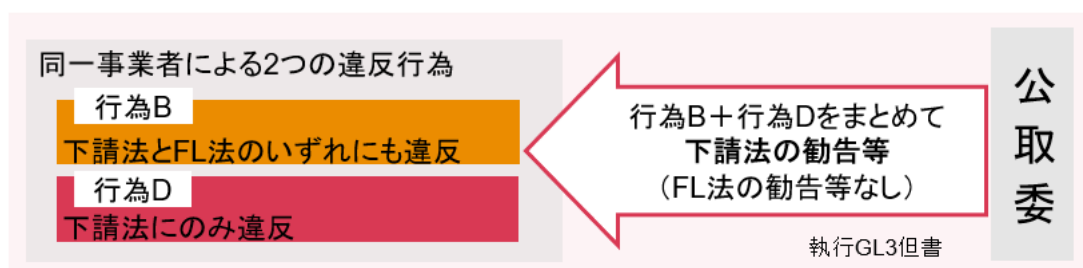 同一事業者による2つの違反行為
行為B
下請法とFL法のいずれにも違反
行為D
下請法にのみ違反
行為B+行為Dをまとめて
下請法の勧告等
(FL法の勧告等なし)
執行GL3但書
公取委